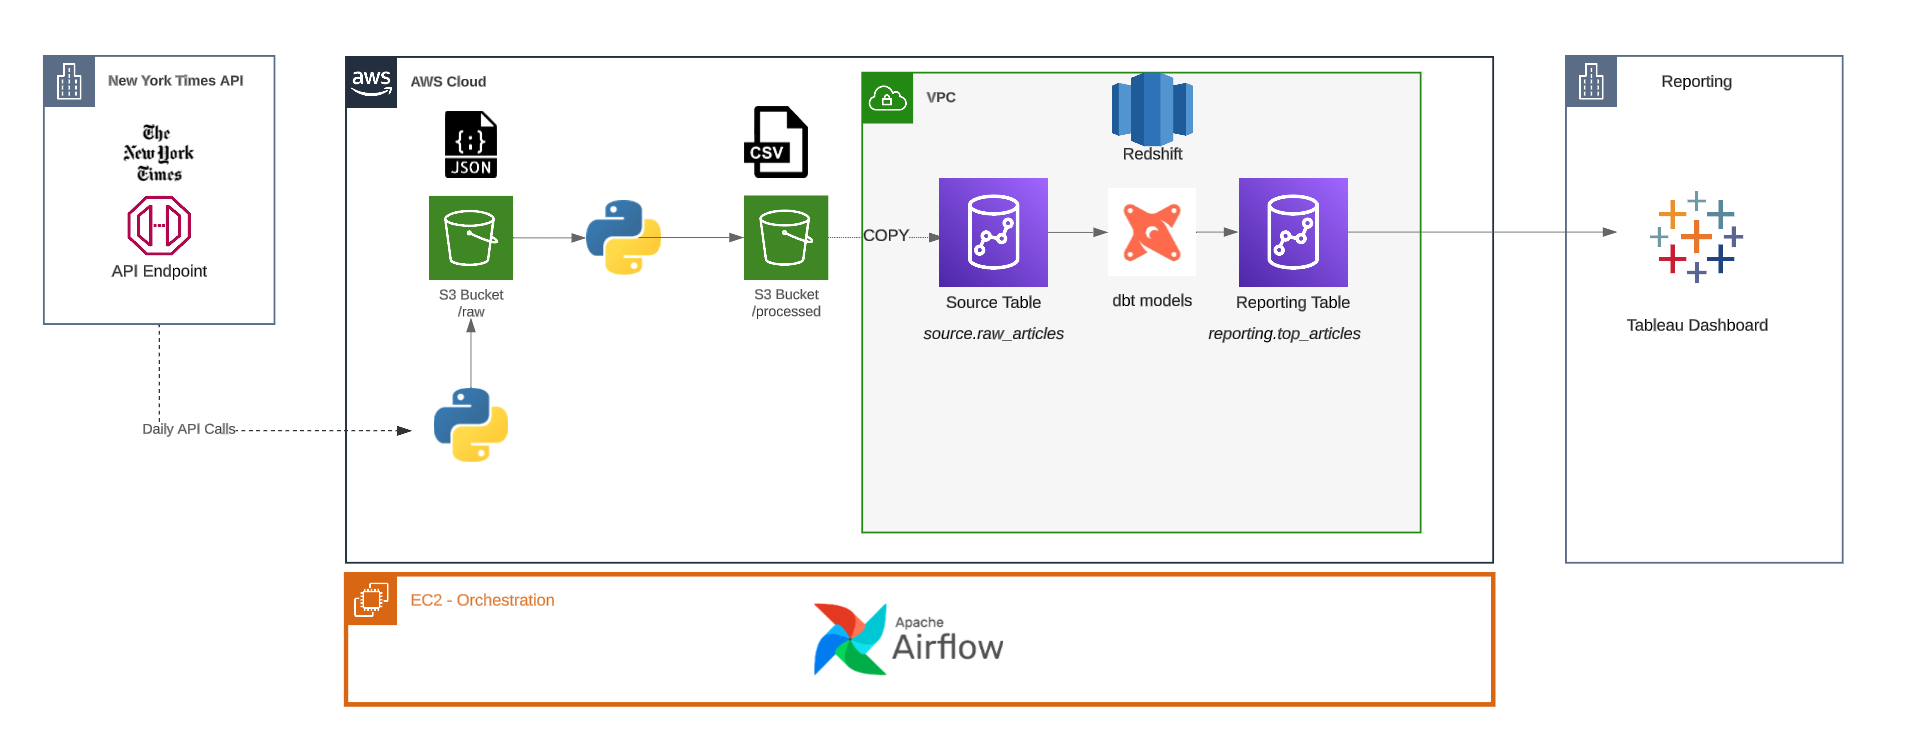 New York Times API
The
New York
Times
API Endpoint
Daily API Calls
aws
AWS Cloud
{;}
JSON
S3 Bucket
/raw
CSV
S3 Bucket
/processed
COPY
VPC
Redshift
Source Table
source.raw_articles
dbt models
Reporting Table
reporting.top_articles
Reporting
Tableau Dashboard
EC2 - Orchestration
Apache
Airflow